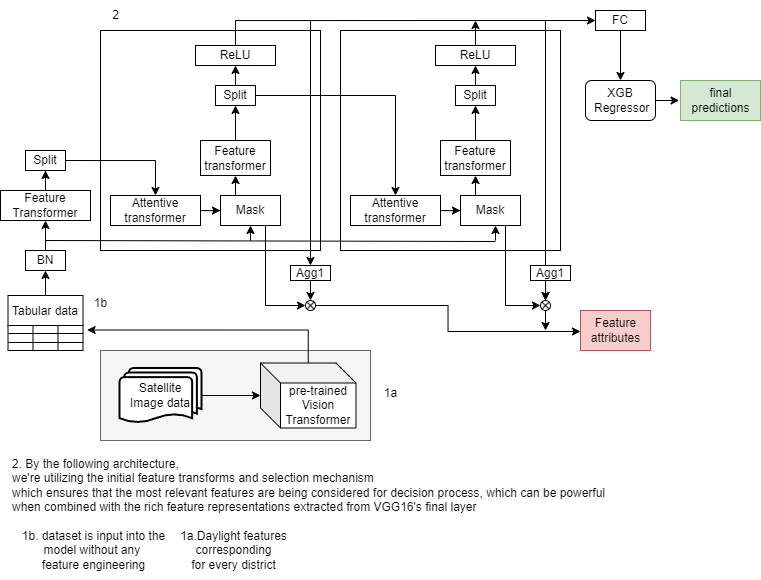 2
FC
ReLU
ReLU
XGB
Regressor
final
predictions
Split
Split
Feature
transformer
Feature
transformer
Split
Feature
Transformer
Attentive
transformer
Mask
Attentive
transformer
Mask
BN
Agg1
Agg1
Tabular data
1b
Feature
attributes
Satellite
Image data
pre-trained
Vision
Transformer
1a
2. By the following architecture,
we're utilizing the initial feature transforms and selection mechanism
which ensures that the most relevant features are being considered for decision process, which can be powerful
when combined with the rich feature representations extracted from VGG16's final layer
1b. dataset is input into the
model without any
feature engineering
1a.Daylight features
corresponding
for every district